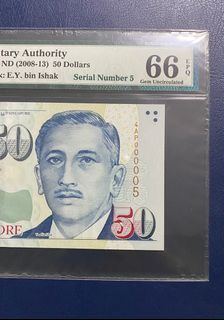 tary Authority
ND (2008-13) 50 Dollars
: E.Y. bin Ishak
Serial Number 5
66 EPQ
Gem Uncirculated
50
4AP000005
50
ORE